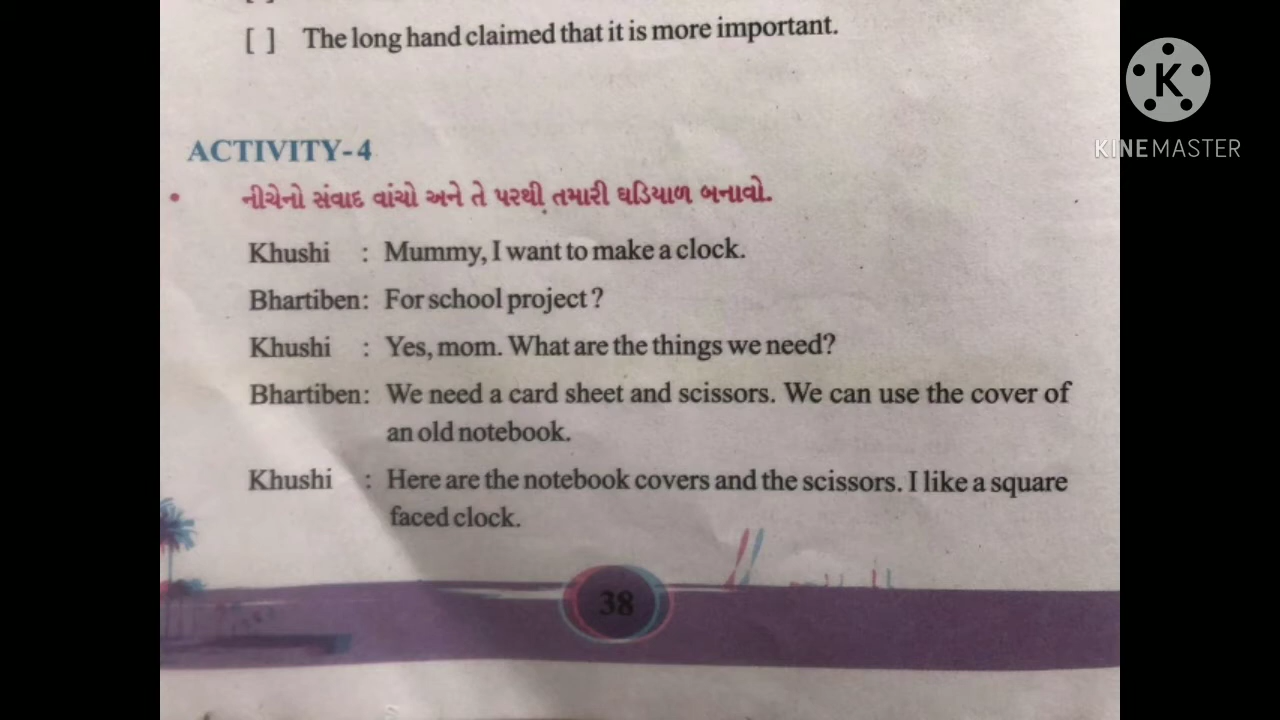 [ ] The long hand claimed that it is more important.
K
KINEMASTER
ACTIVITY-4
• નીચેનો સંવાદ વાંચો અને તે પરથી તમારી ઘડિયાળ બનાવો.
Khushi : Mummy, I want to make a clock.
Bhartiben: For school project?
Khushi : Yes, mom. What are the things we need?
Bhartiben: We need a card sheet and scissors. We can use the cover of
an old notebook.
Khushi : Here are the notebook covers and the scissors. I like a square
faced clock.
38